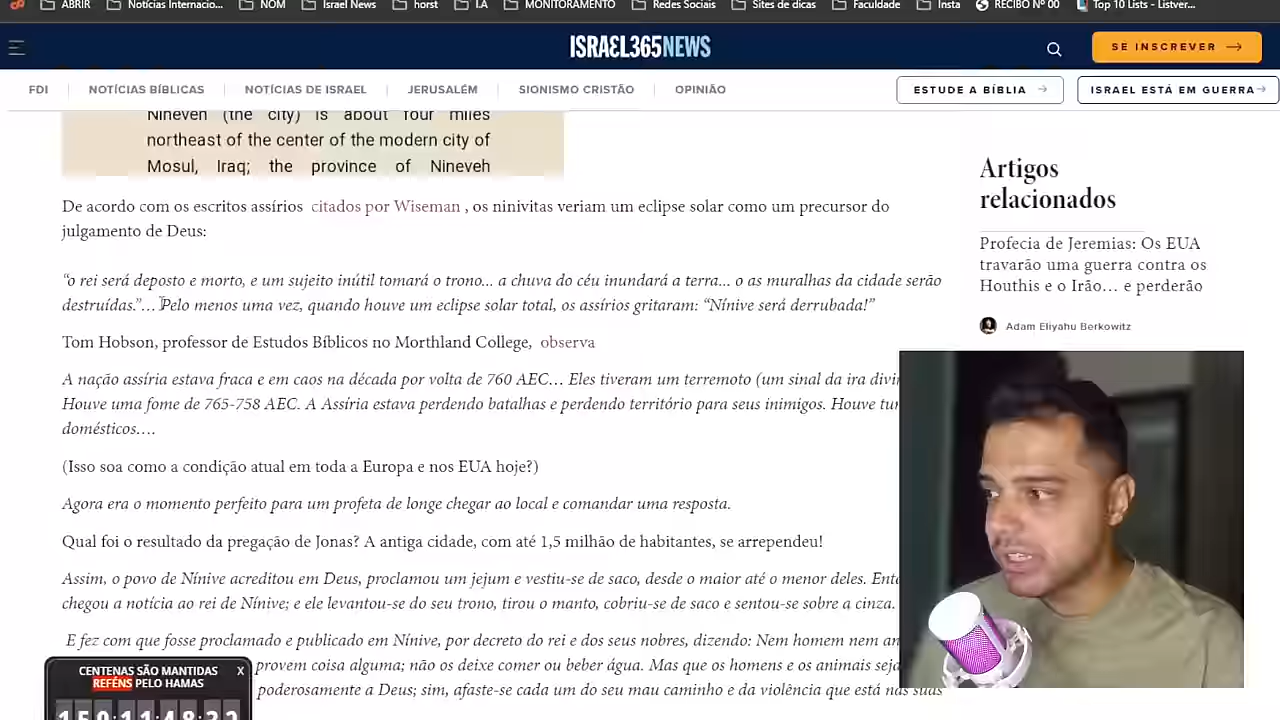 ABRIR Notícias Internacio... NOM Israel News horst I.A MONITORAMENTO Redes Sociais Sites de dicas Faculdade Insta RECIBO Nº 00 Top 10 Lists - Listver...
ISRAEL365NEWS
SE INSCREVER →
FDI NOTÍCIAS BÍBLICAS NOTÍCIAS DE ISRAEL JERUSALÉM SIONISMO CRISTÃO OPINIÃO ESTUDE A BÍBLIA → ISRAEL ESTÁ EM GUERRA→
Nineveh (the city) is about four miles
northeast of the center of the modern city of
Mosul, Iraq; the province of Nineveh
De acordo com os escritos assírios citados por Wiseman , os ninivitas veriam um eclipse solar como um precursor do
julgamento de Deus:
“o rei será deposto e morto, e um sujeito inútil tomará o trono... a chuva do céu inundará a terra... o as muralhas da cidade serão
destruídas.”… Pelo menos uma vez, quando houve um eclipse solar total, os assírios gritaram: “Nínive será derrubada!”
Tom Hobson, professor de Estudos Bíblicos no Morthland College, observa
A nação assíria estava fraca e em caos na década por volta de 760 AEC… Eles tiveram um terremoto (um sinal da ira divi
Houve uma fome de 765-758 AEC. A Assíria estava perdendo batalhas e perdendo território para seus inimigos. Houve tu
domésticos….
(Isso soa como a condição atual em toda a Europa e nos EUA hoje?)
Agora era o momento perfeito para um profeta de longe chegar ao local e comandar uma resposta.
Qual foi o resultado da pregação de Jonas? A antiga cidade, com até 1,5 milhão de habitantes, se arrependeu!
Assim, o povo de Nínive acreditou em Deus, proclamou um jejum e vestiu-se de saco, desde o maior até o menor deles. Ent
chegou a notícia ao rei de Nínive; e ele levantou-se do seu trono, tirou o manto, cobriu-se de saco e sentou-se sobre a cinza.
E fez com que fosse proclamado e publicado em Nínive, por decreto do rei e dos seus nobres, dizendo: Nem homem nem an
provem coisa alguma; não os deixe comer ou beber água. Mas que os homens e os animais seja
poderosamente a Deus; sim, afaste-se cada um do seu mau caminho e da violência que está nas suas
Artigos
relacionados
Profecia de Jeremias: Os EUA
travarão uma guerra contra os
Houthis e o Irão… e perderão
Adam Eliyahu Berkowitz
CENTENAS SÃO MANTIDAS X
REFÉNS PELO HAMAS
150:11:48:22